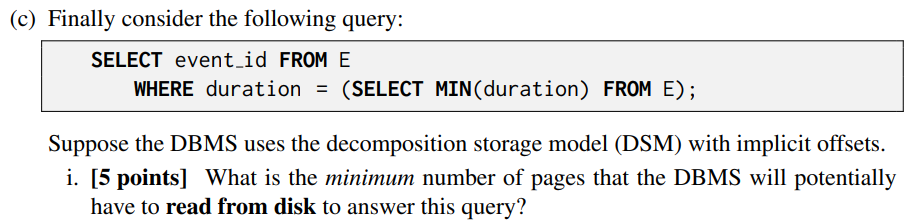 (c) Finally consider the following query:
SELECT event_id FROM E
WHERE duration = (SELECT MIN(duration) FROM E);
Suppose the DBMS uses the decomposition storage model (DSM) with implicit offsets.
i. [5 points] What is the minimum number of pages that the DBMS will potentially
have to read from disk to answer this query?